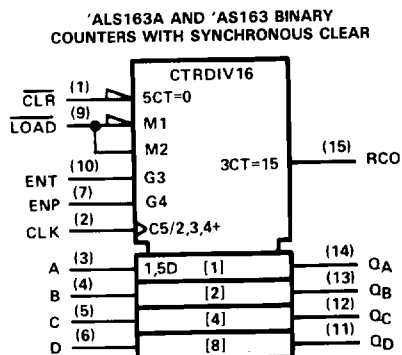 'ALS163A AND 'AS163 BINARY
COUNTERS WITH SYNCHRONOUS CLEAR
CTRDIV16
CLR (1) 5CT=0
LOAD (9) M1
M2
3CT=15 (15) RCO
ENT (10) G3
ENP (7) G4
CLK (2) C5/2,3,4+
A (3) 1,5D [1] (14) QA
B (4) [2] (13) QB
C (5) [4] (12) QC
D (6) [8] (11) QD